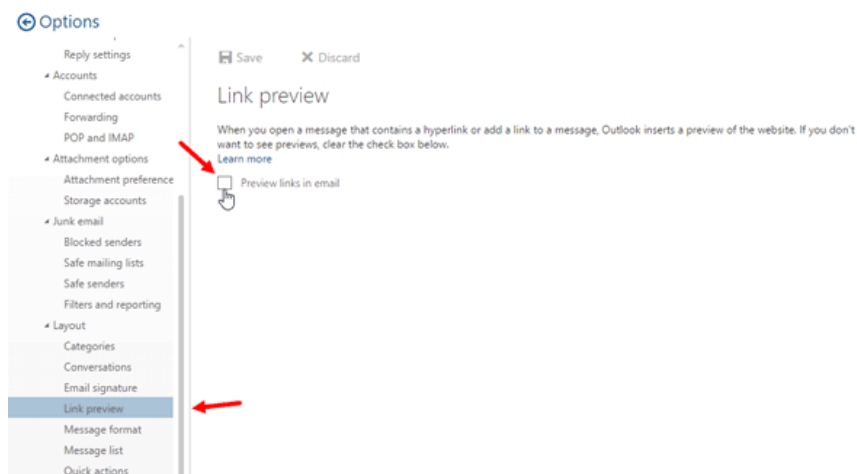 Options
Reply settings
Accounts
Connected accounts
Forwarding
POP and IMAP
Attachment options
Attachment preference
Storage accounts
Junk email
Blocked senders
Safe mailing lists
Safe senders
Filters and reporting
Layout
Categories
Conversations
Email signature
Link preview
Message format
Message list
Quick actions
Save Discard
Link preview
When you open a message that contains a hyperlink or add a link to a message, Outlook inserts a preview of the website. If you don't
want to see previews, clear the check box below.
Learn more
Preview links in email